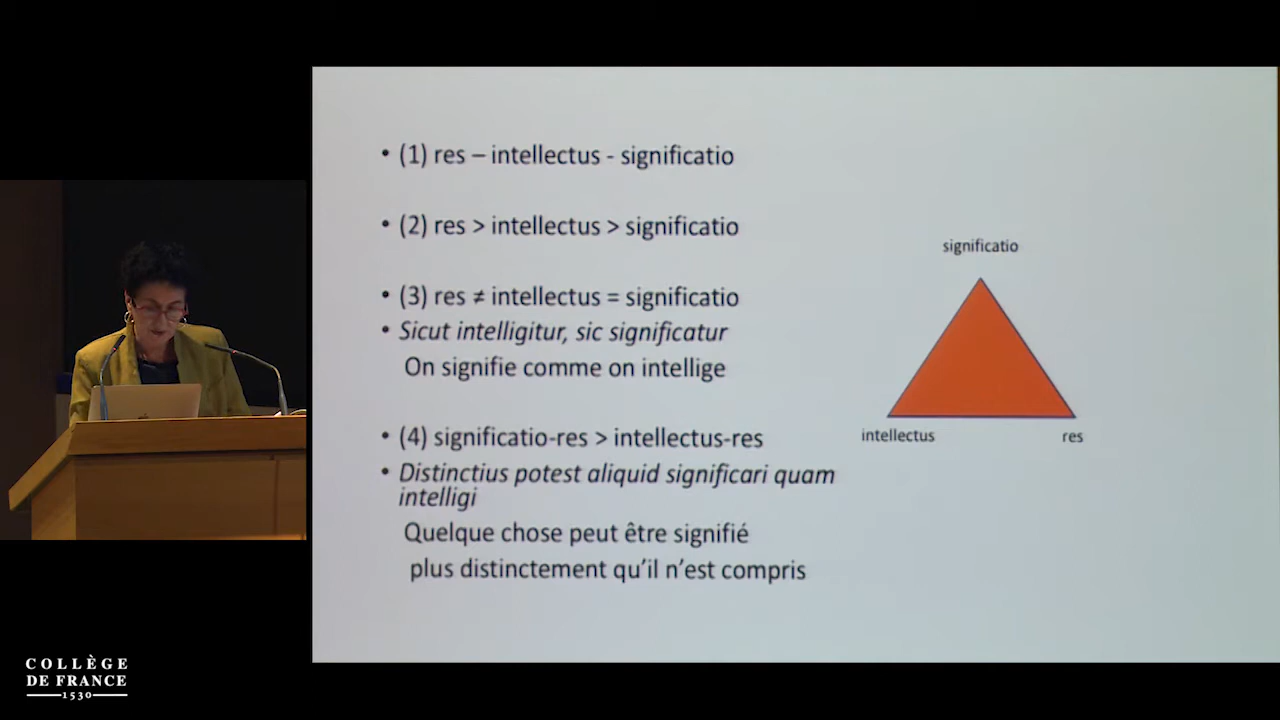 • (1) res – intellectus - significatio
• (2) res > intellectus > significatio
• (3) res ≠ intellectus = significatio
• Sicut intelligitur, sic significatur
On signifie comme on intellige
• (4) significatio-res > intellectus-res
• Distinctius potest aliquid significari quam
intelligi
Quelque chose peut être signifié
plus distinctement qu'il n'est compris
significatio
intellectus
res
COLLÈGE
DE FRANCE
1530